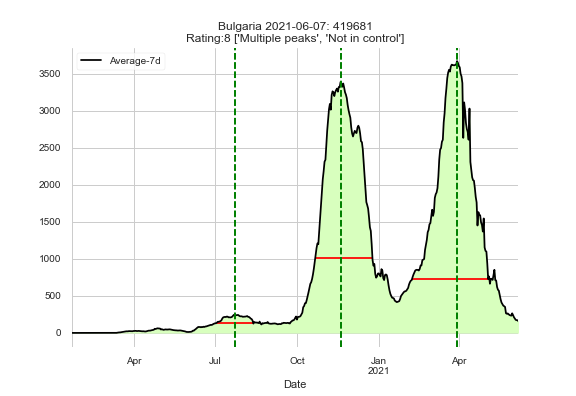 Bulgaria 2021-06-07: 419681
Rating:8 ['Multiple peaks', 'Not in control']
Average-7d
3500
3000
2500
2000
1500
1000
500
0
Apr
Jul
Oct
Jan
2021
Apr
Date